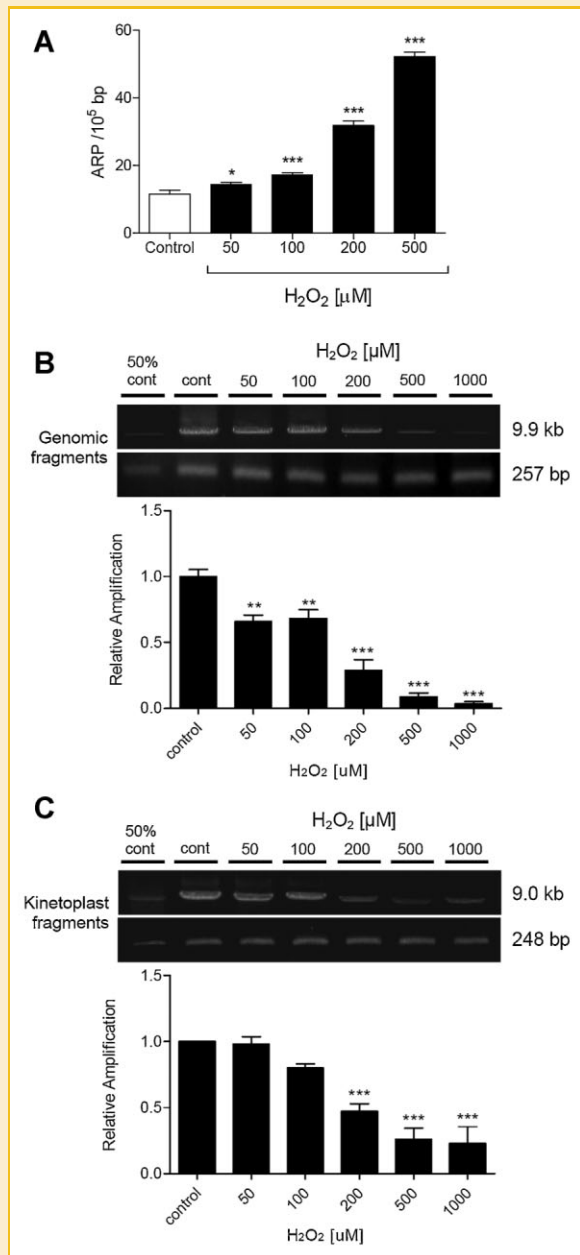 A
60
***
***
40
ARP /10⁵ bp
***
20
*
0
Control 50 100 200 500
H₂O₂ [µM]
B
H₂O₂ [µM]
50% cont
cont 50 100 200 500 1000
Genomic fragments
9.9 kb
257 bp
1.5
Relative Amplification
1.0
** **
0.5
***
***
***
0.0
control 50 100 200 500 1000
H₂O₂ [uM]
C
H₂O₂ [µM]
50% cont
cont 50 100 200 500 1000
Kinetoplast fragments
9.0 kb
248 bp
1.5
Relative Amplification
1.0
0.5
***
***
***
0.0
control 50 100 200 500 1000
H₂O₂ [uM]